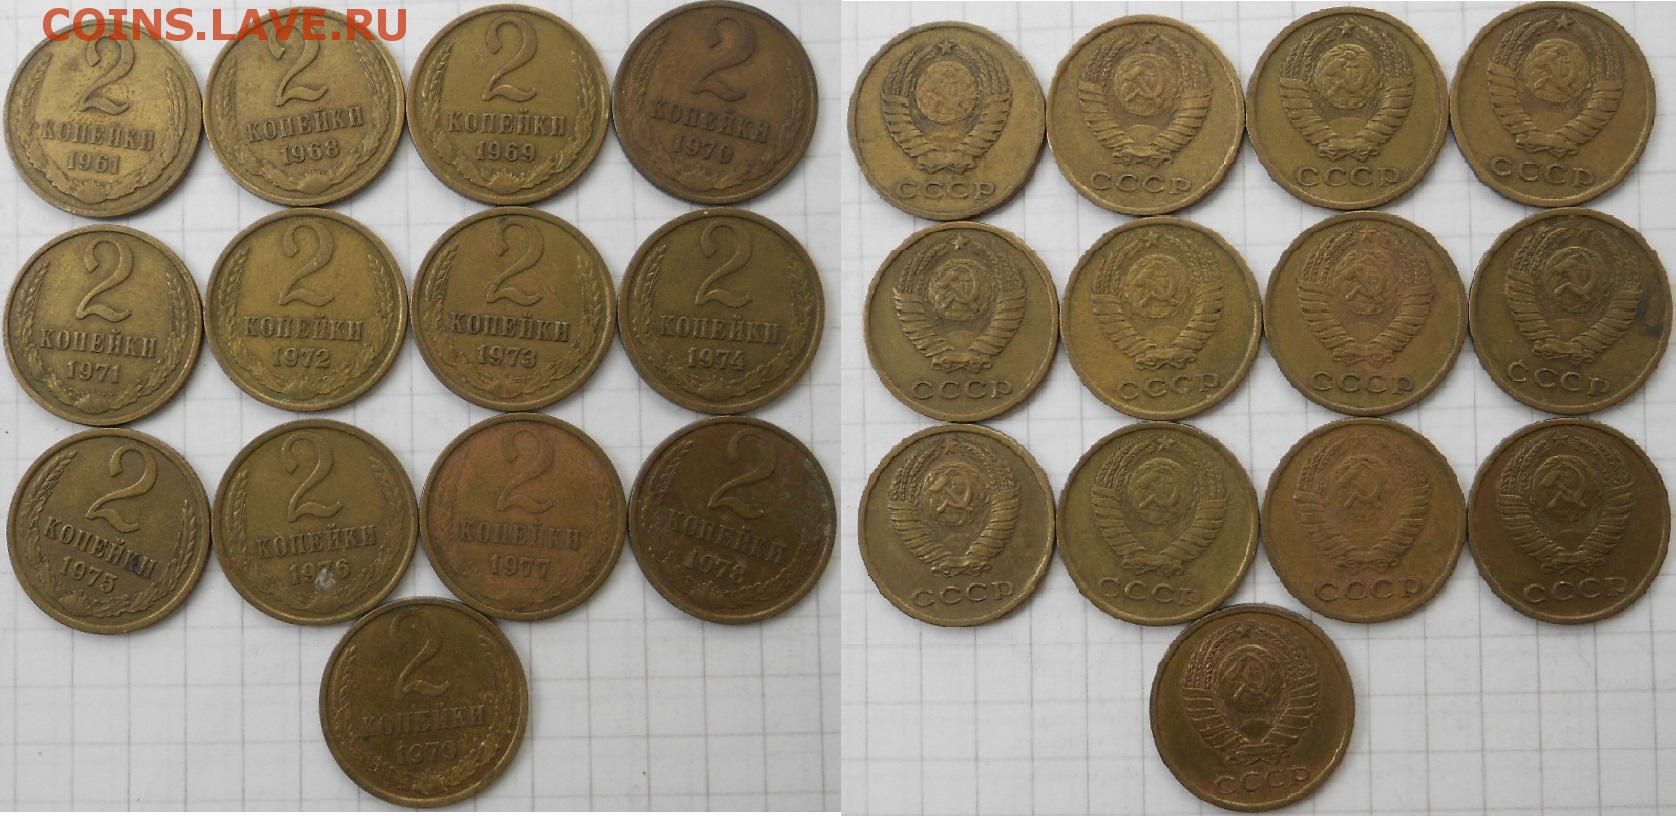 COINS.LAVE.RU
2
КОПЕЙКИ
1961
2
КОПЕЙКИ
1968
2
КОПЕЙКИ
1969
2
КОПЕЙКИ
1970
2
КОПЕЙКИ
1971
2
КОПЕЙКИ
1972
2
КОПЕЙКИ
1973
2
КОПЕЙКИ
1974
2
КОПЕЙКИ
1975
2
КОПЕЙКИ
1976
2
КОПЕЙКИ
1977
2
КОПЕЙКИ
1978
2
КОПЕЙКИ
1979
СССР
СССР
СССР
СССР
СССР
СССР
СССР
СССР
СССР
СССР
СССР
СССР
СССР